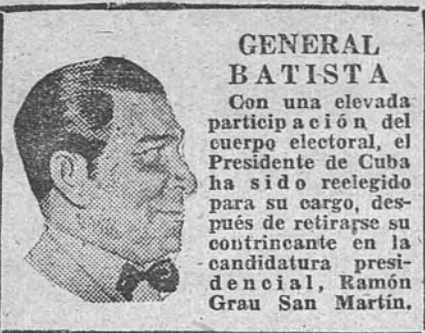 GENERAL
BATISTA
Con una elevada
participación del
cuerpo electoral, el
Presidente de Cuba
ha sido reelegido
para su cargo, des-
pués de retirarse su
contrincante en la
candidatura presi-
dencial, Ramón
Grau San Martín.